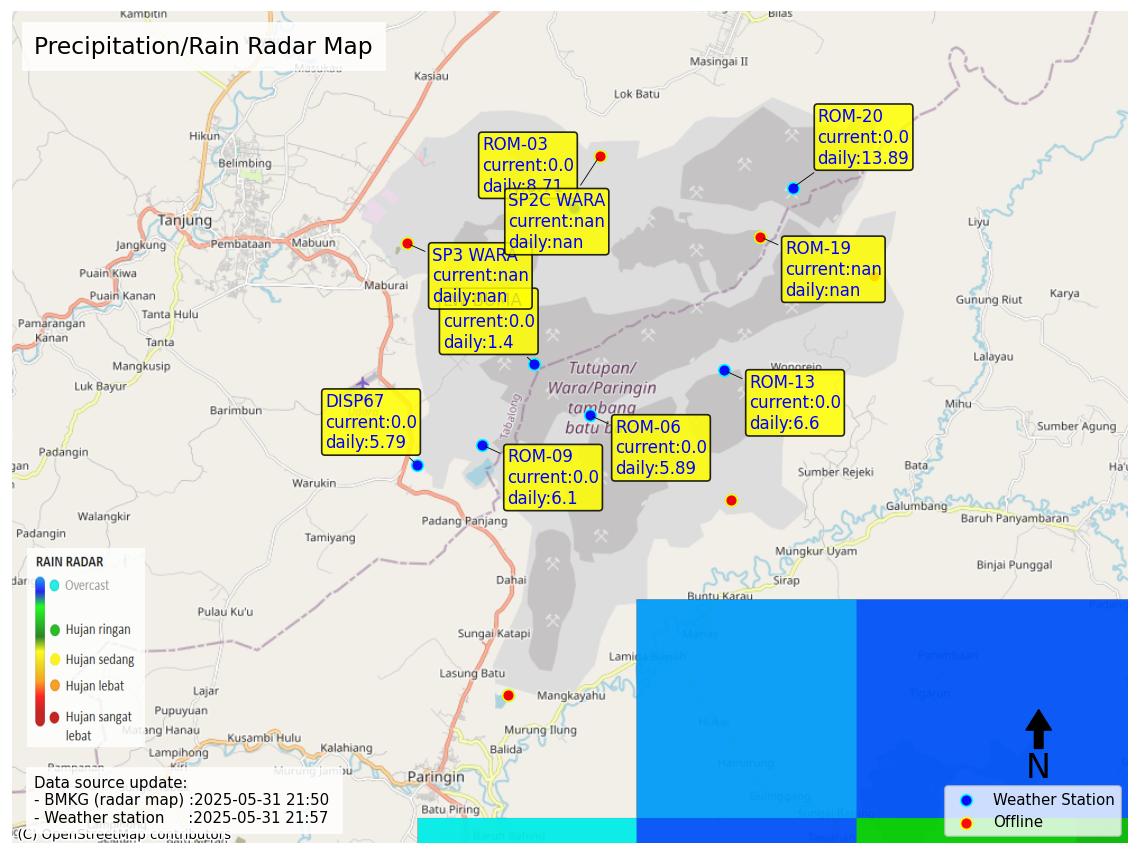 Kambitin
Bilas
Precipitation/Rain Radar Map
Masukau
Kasiau
Masingai II
Lok Batu
ROM-20
current:0.0
daily:13.89
Hikun
ROM-03
current:0.0
daily:8.71
Belimbing
SP2C WARA
current:nan
daily:nan
Tanjung
Liyu
Jangkung
Pembataan
Mabuun
SP3 WARA
current:nan
daily:nan
ROM-19
current:nan
daily:nan
Puain Kiwa
Maburai
Puain Kanan
Gunung Riut
Karya
Tanta Hulu
current:0.0
daily:1.4
Pamarangan
Kanan
Tanta
Lalayau
Mangkusip
Tutupan/
Wara/Paringin
tambang
batu b
Wonorejo
ROM-13
current:0.0
daily:6.6
Luk Bayur
DISP67
current:0.0
daily:5.79
Barimbun
Tabalong
Mihu
ROM-06
current:0.0
daily:5.89
Sumber Agung
ROM-09
current:0.0
daily:6.1
Bata
Sumber Rejeki
Warukin
Galumbang
Walangkir
Padang Panjang
Baruh Panyambaran
Padangin
Tamiyang
Mungkur Uyam
Binjai Punggal
RAIN RADAR
Overcast
Hujan ringan
Hujan sedang
Hujan lebat
Hujan sangat
lebat
Dahai
Sirap
Buntu Karau
Pulau Ku'u
Sungai Katapi
Manas
Lamida Bawah
Lasung Batu
Lajar
Mangkayahu
Pupuyuan
Matang Hanau
Murung Ilung
Kusambi Hulu
Kalahiang
Balida
Lampihong
Murung Jambu
Paringin
N
Data source update:
- BMKG (radar map) :2025-05-31 21:50
- Weather station :2025-05-31 21:57
Batu Piring
Weather Station
Offline
(C) OpenStreetMap contributors